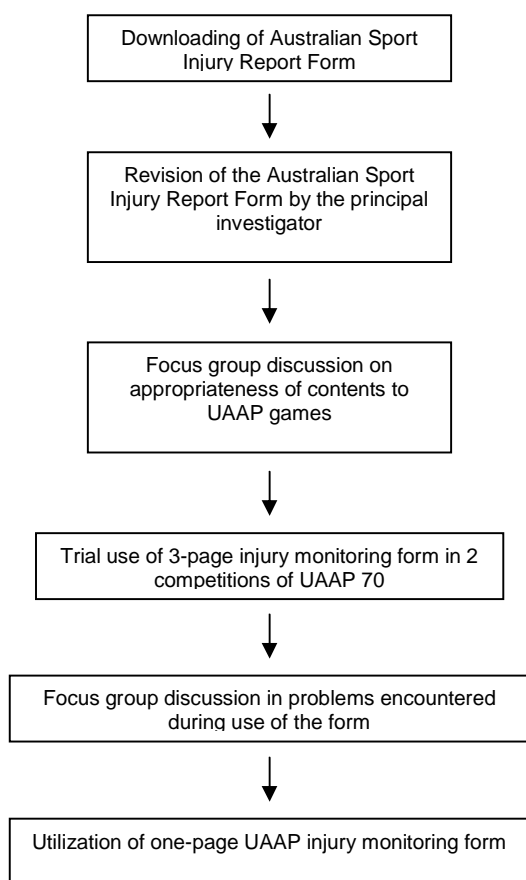 Downloading of Australian Sport
Injury Report Form
Revision of the Australian Sport
Injury Report Form by the principal
investigator
Focus group discussion on
appropriateness of contents to
UAAP games
Trial use of 3-page injury monitoring form in 2
competitions of UAAP 70
Focus group discussion in problems encountered
during use of the form
Utilization of one-page UAAP injury monitoring form